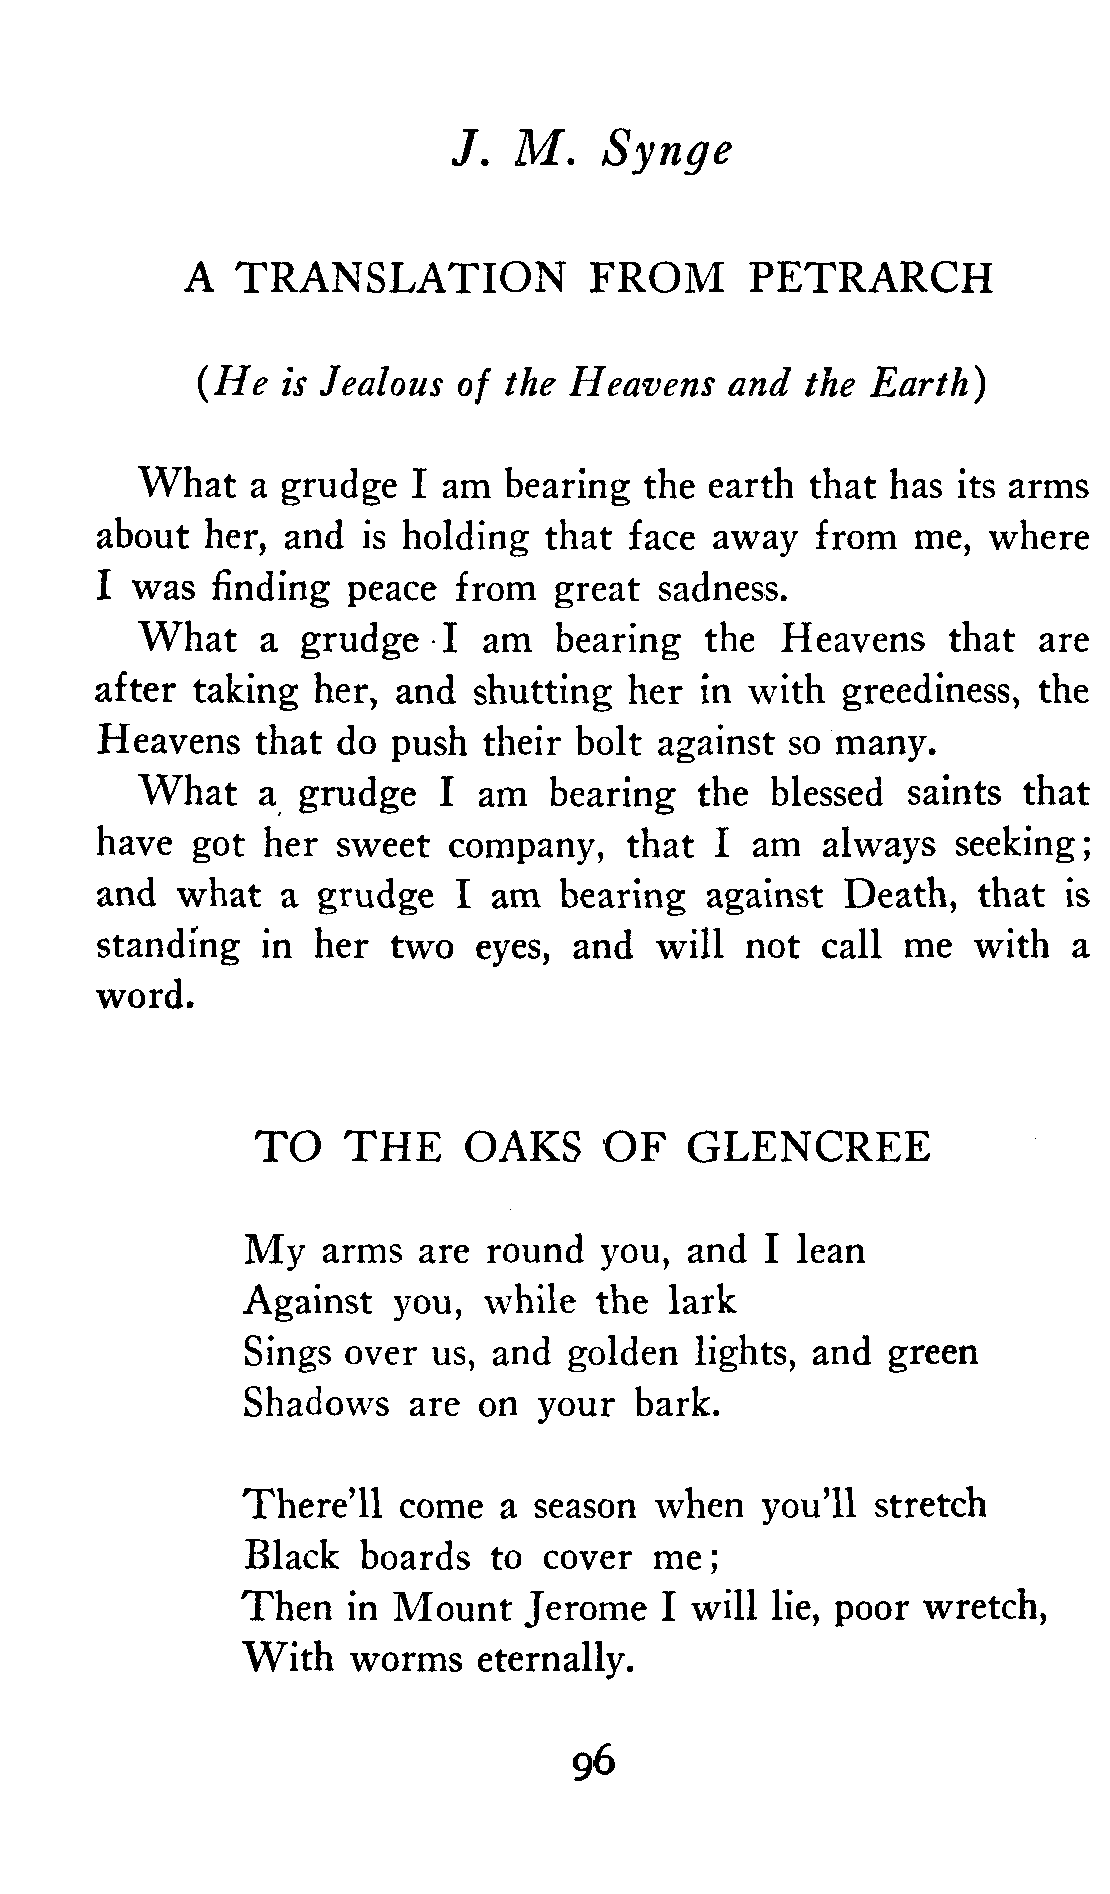 J. M. Synge
A TRANSLATION FROM PETRARCH
(He is Jealous of the Heavens and the Earth)
What a grudge I am bearing the earth that has its arms
about her, and is holding that face away from me, where
I was finding peace from great sadness.
What a grudge I am bearing the Heavens that are
after taking her, and shutting her in with greediness, the
Heavens that do push their bolt against so many.
What a grudge I am bearing the blessed saints that
have got her sweet company, that I am always seeking;
and what a grudge I am bearing against Death, that is
standing in her two eyes, and will not call me with a
word.
TO THE OAKS OF GLENCREE
My arms are round you, and I lean
Against you, while the lark
Sings over us, and golden lights, and green
Shadows are on your bark.
There'll come a season when you'll stretch
Black boards to cover me;
Then in Mount Jerome I will lie, poor wretch,
With worms eternally.
96